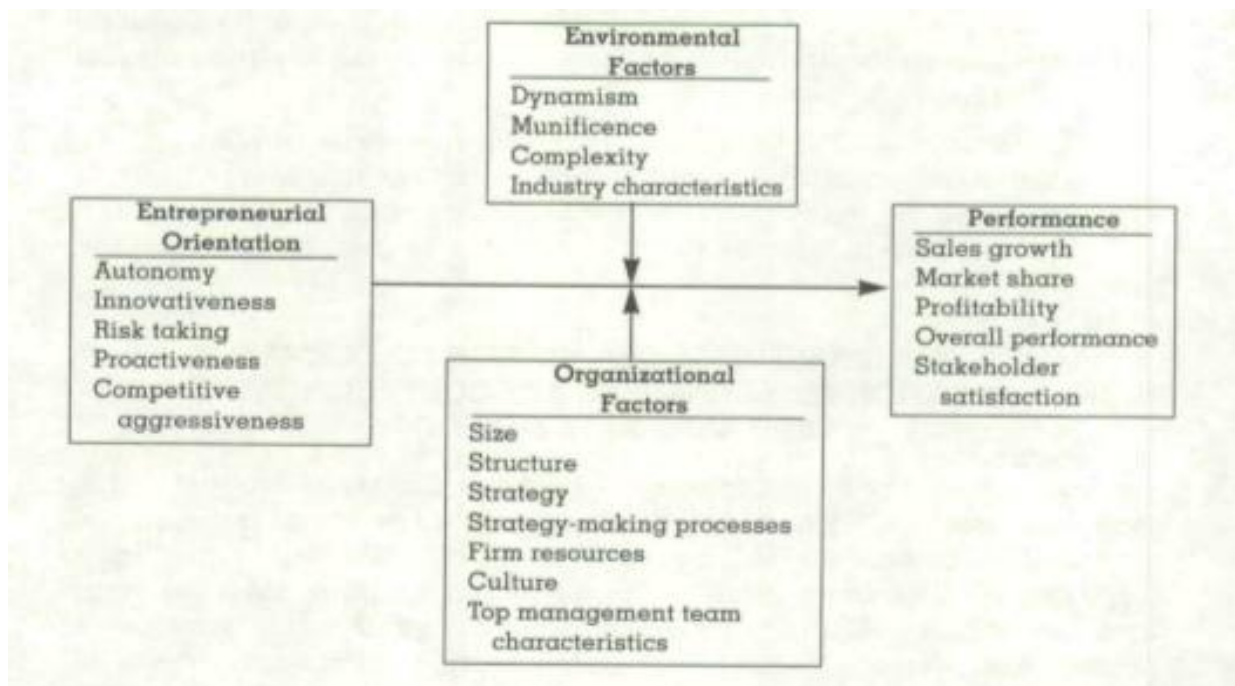 Environmental
Factors
Dynamism
Munificence
Complexity
Industry characteristics
Entrepreneurial
Orientation
Autonomy
Innovativeness
Risk taking
Proactiveness
Competitive
aggressiveness
Performance
Sales growth
Market share
Profitability
Overall performance
Stakeholder
satisfaction
Organizational
Factors
Size
Structure
Strategy
Strategy-making processes
Firm resources
Culture
Top management team
characteristics